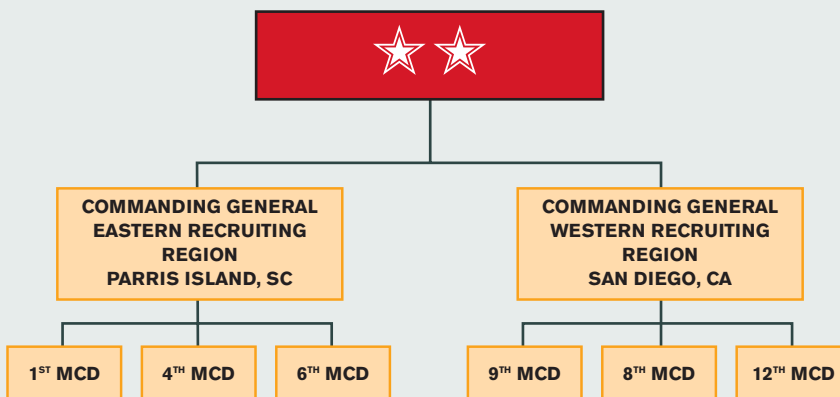 COMMANDING GENERAL
EASTERN RECRUITING
REGION
PARRIS ISLAND, SC
COMMANDING GENERAL
WESTERN RECRUITING
REGION
SAN DIEGO, CA
1ST MCD
4TH MCD
6TH MCD
9TH MCD
8TH MCD
12TH MCD